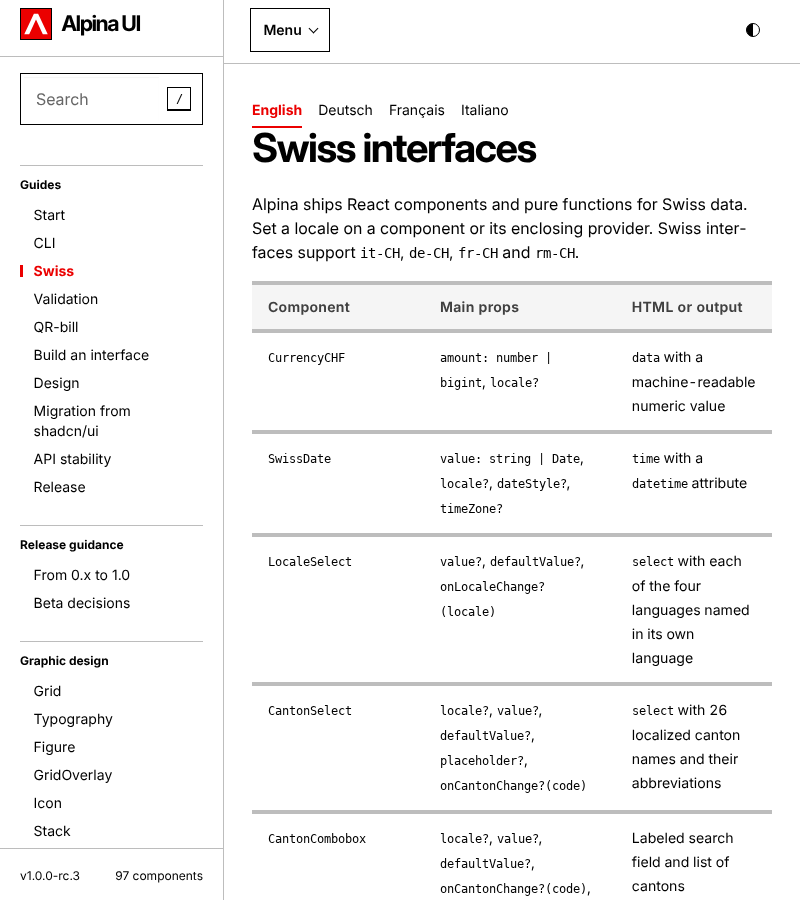 Alpina UI
Search
/
Guides
Start
CLI
Swiss
Validation
QR-bill
Build an interface
Design
Migration from
shadcn/ui
API stability
Release
Release guidance
From 0.x to 1.0
Beta decisions
Graphic design
Grid
Typography
Figure
GridOverlay
Icon
Stack
v1.0.0-rc.3 97 components
Menu
English Deutsch Français Italiano
Swiss interfaces
Alpina ships React components and pure functions for Swiss data.
Set a locale on a component or its enclosing provider. Swiss inter-
faces support it-CH, de-CH, fr-CH and rm-CH.
Component Main props HTML or output
CurrencyCHF
amount: number |
bigint, locale?
data with a
machine-readable
numeric value
SwissDate
value: string | Date,
locale?, dateStyle?,
timeZone?
time with a
datetime attribute
LocaleSelect
value?, defaultValue?,
onLocaleChange?
(locale)
select with each
of the four
languages named
in its own
language
CantonSelect
locale?, value?,
defaultValue?,
placeholder?,
onCantonChange?(code)
select with 26
localized canton
names and their
abbreviations
CantonCombobox
locale?, value?,
defaultValue?,
onCantonChange?(code),
Labeled search
field and list of
cantons